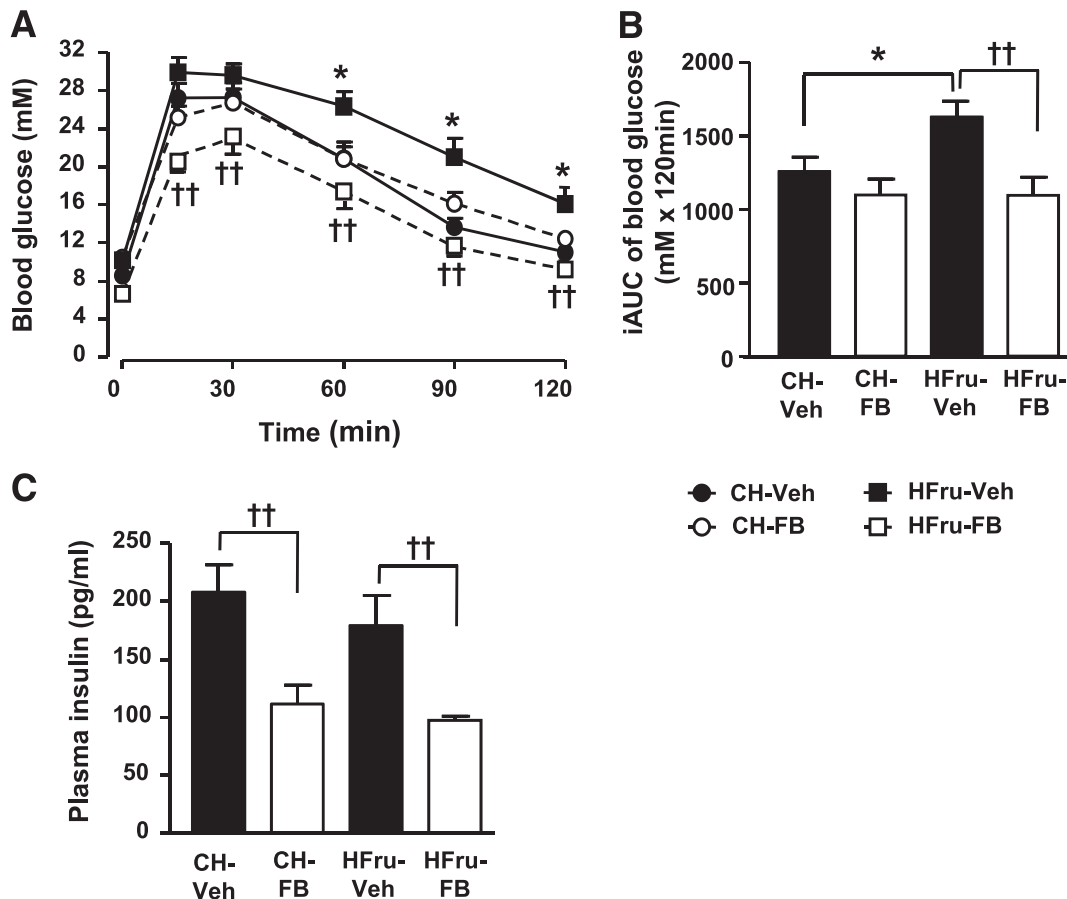 A
Blood glucose (mM)
32
28
24
20
16
12
8
4
0
*
*
*
††
††
††
††
††
0
30
60
90
120
Time (min)
B
iAUC of blood glucose
(mM x 120min)
2000
1500
1000
500
0
*
††
CH-
Veh
CH-
FB
HFru-
Veh
HFru-
FB
CH-Veh
HFru-Veh
CH-FB
HFru-FB
C
Plasma insulin (pg/ml)
250
200
150
100
50
0
††
††
CH-
Veh
CH-
FB
HFru-
Veh
HFru-
FB